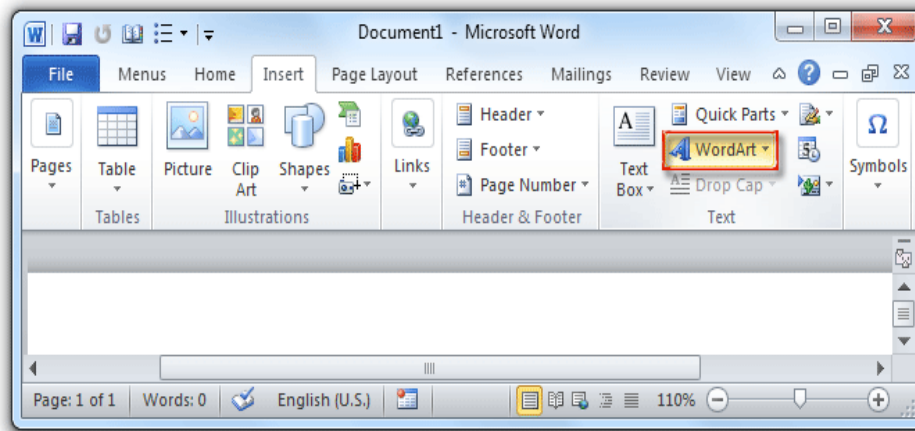 Document1 - Microsoft Word
File Menus Home Insert Page Layout References Mailings Review View
Pages
Table
Tables
Picture
Clip
Art
Shapes
Illustrations
Links
Header
Footer
Page Number
Header & Footer
A
Text
Box
Quick Parts
WordArt
Drop Cap
Text
Ω
Symbols
Page: 1 of 1 Words: 0 English (U.S.) 110%